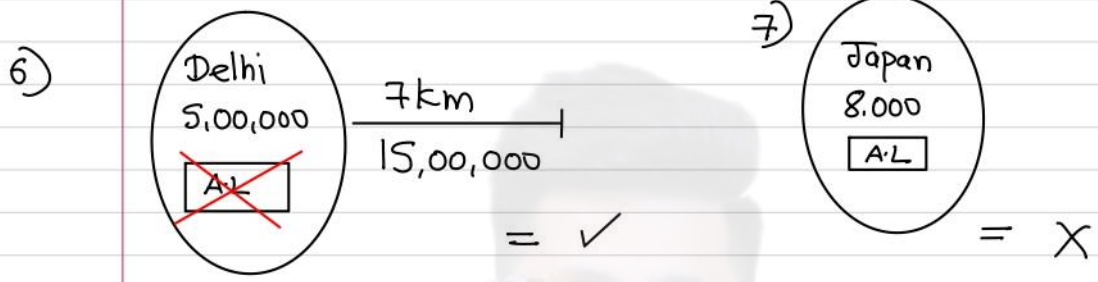 6)
Delhi
5,00,000
A.L
7km
15,00,000
= ✓
7)
Japan
8.000
A.L
= X